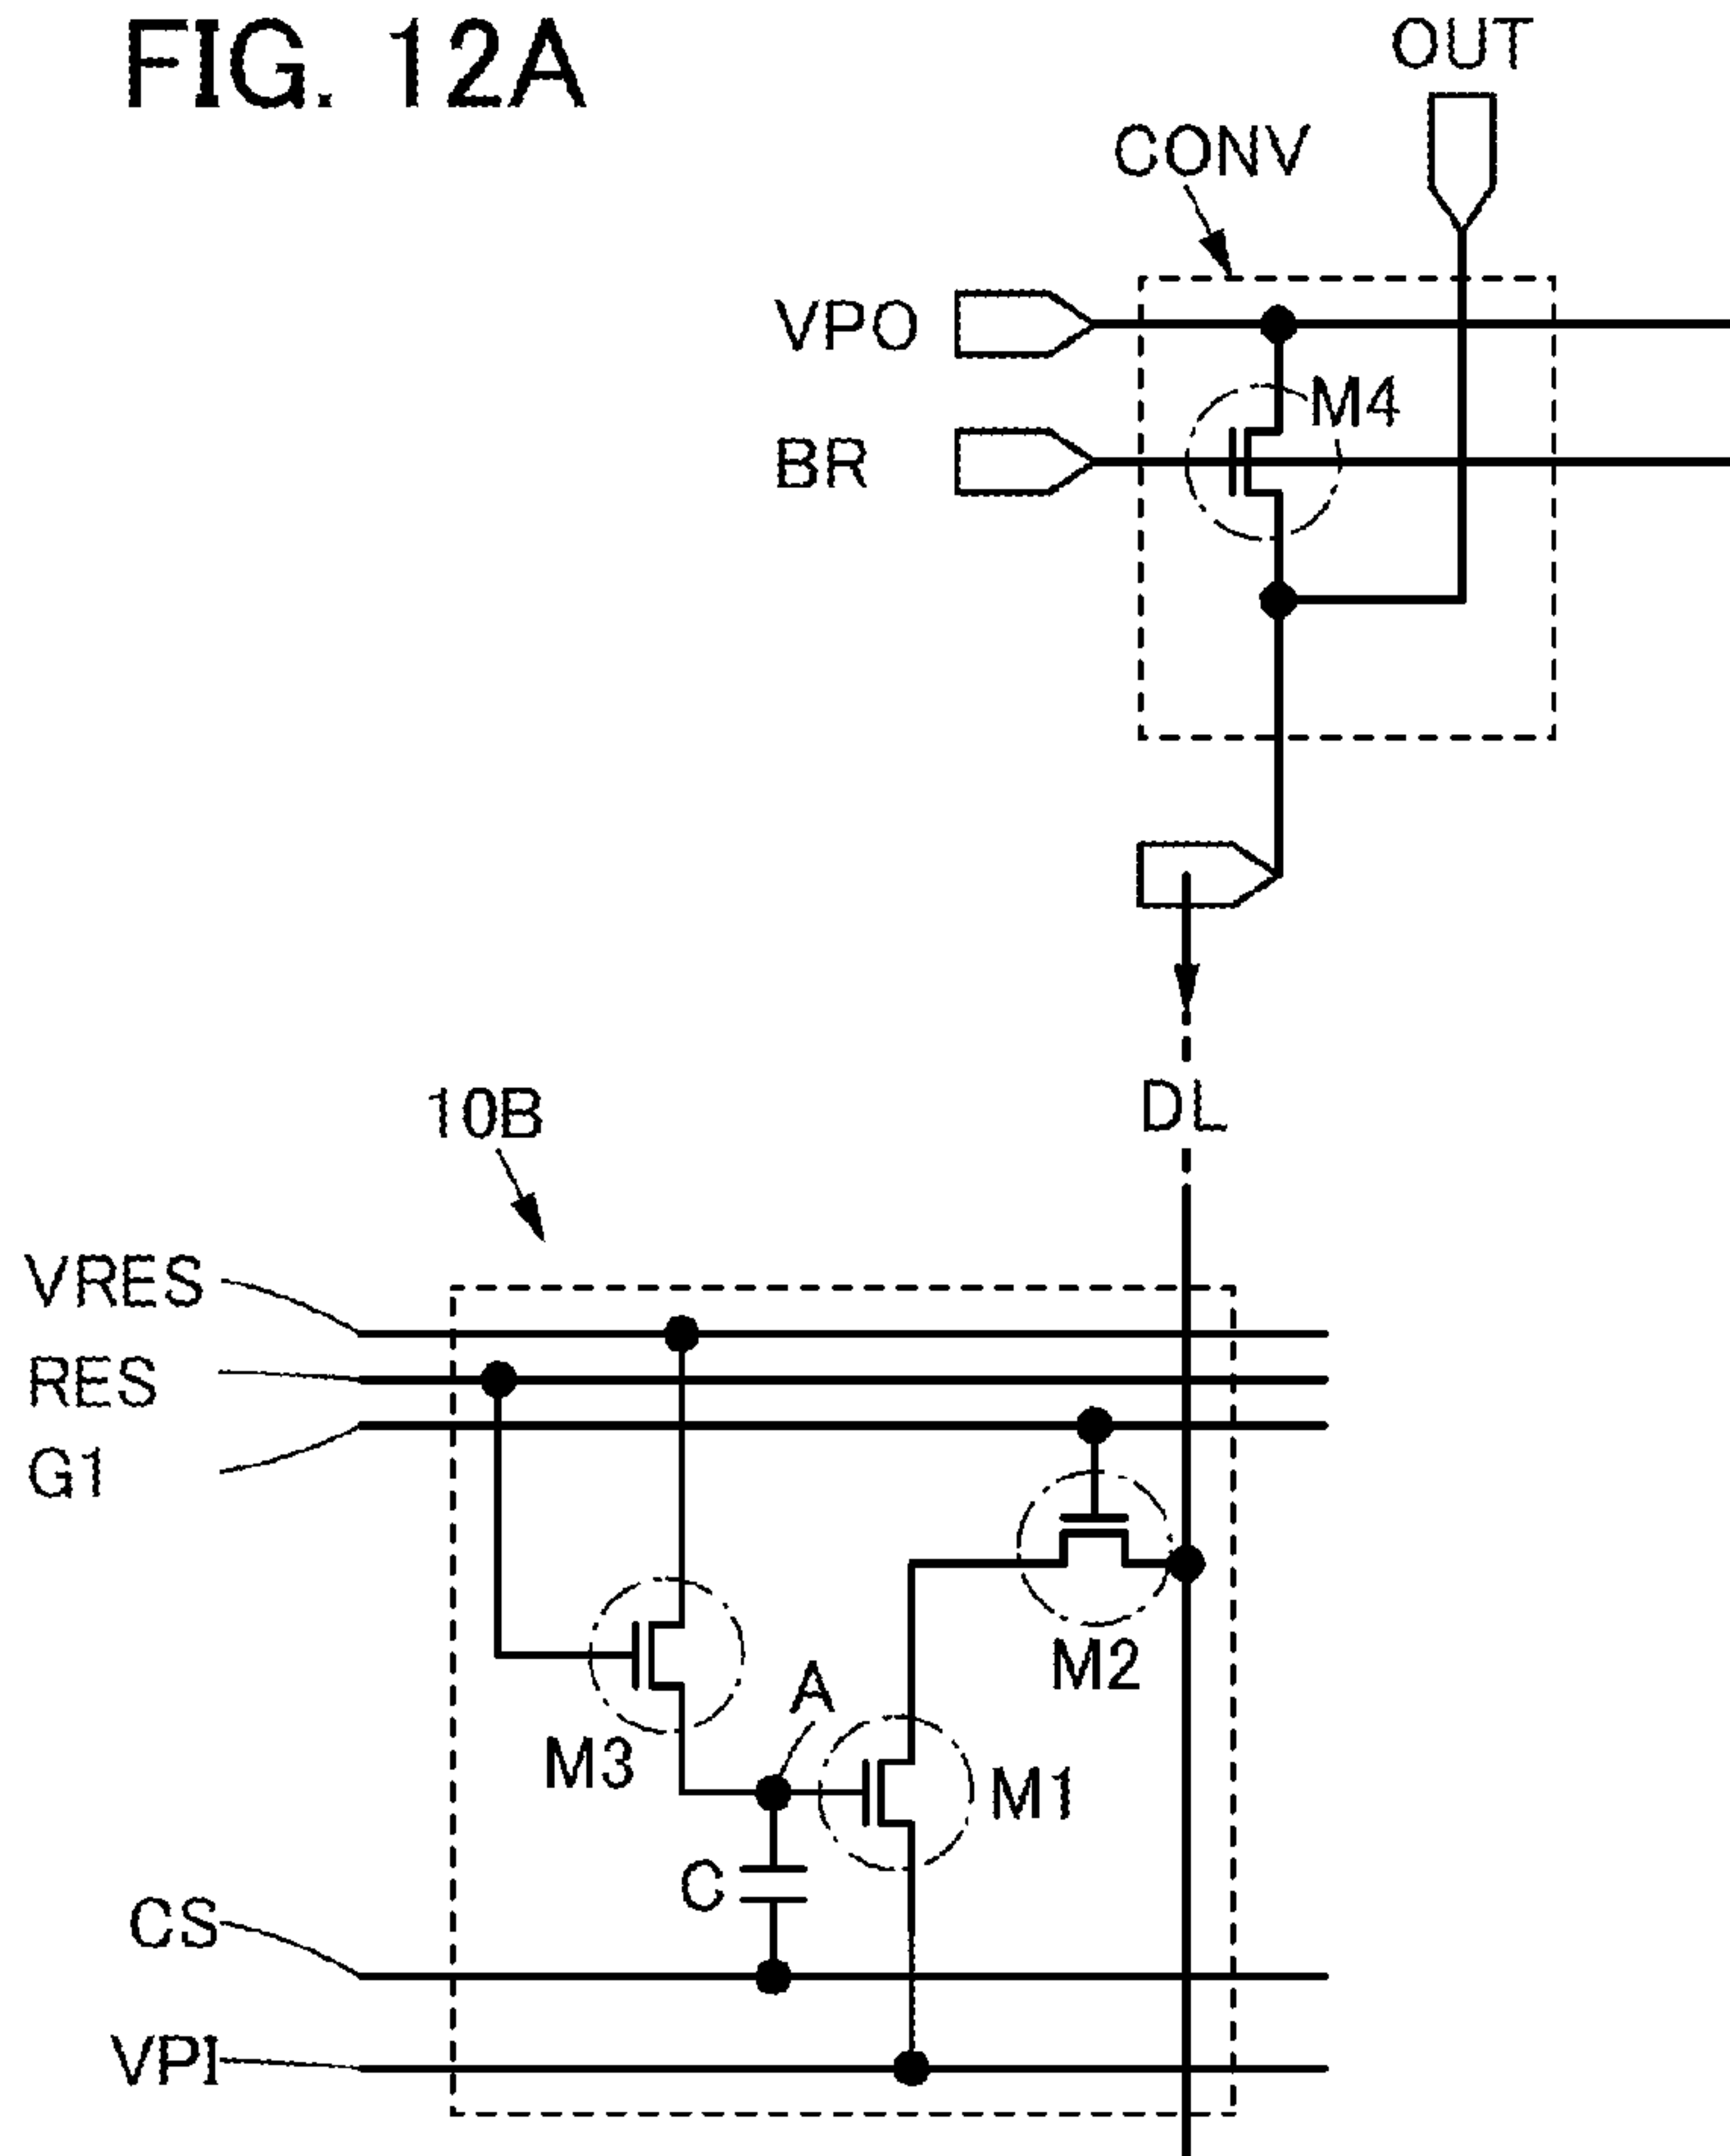 FIG. 12A
OUT
CONV
VPO
M4
BR
DL
10B
VRES
RES
G1
M2
A
M3
M1
C
CS
VPI